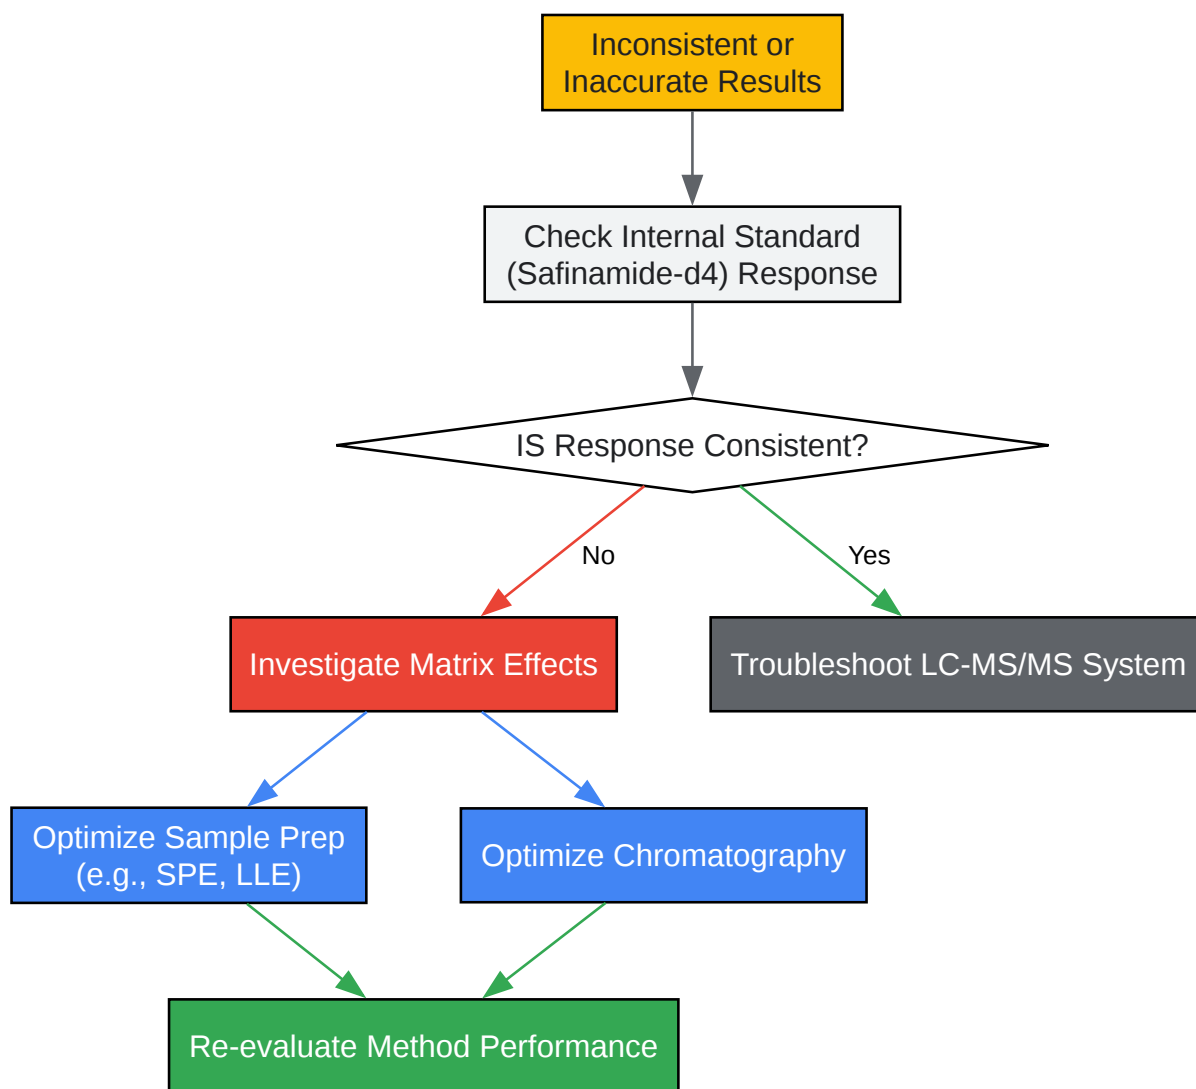 Inconsistent or
Inaccurate Results
Check Internal Standard
(Safinamide-d4) Response
IS Response Consistent?
No
Yes
Investigate Matrix Effects
Troubleshoot LC-MS/MS System
Optimize Sample Prep
(e.g., SPE, LLE)
Optimize Chromatography
Re-evaluate Method Performance